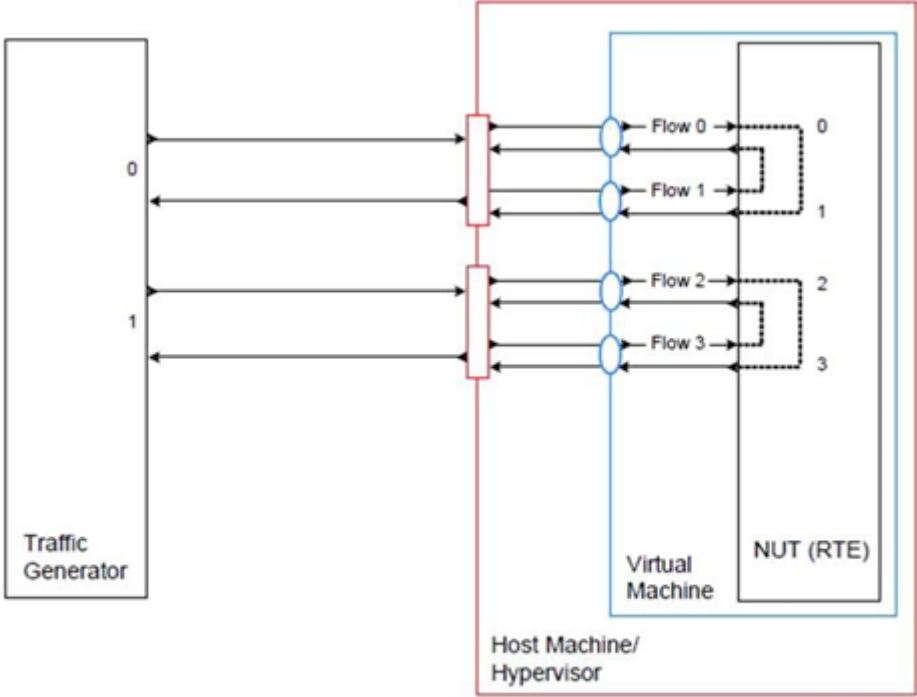 Flow 0
0
0
Flow 1
1
Flow 2
2
1
Flow 3
3
Traffic
Generator
NUT (RTE)
Virtual
Machine
Host Machine/
Hypervisor